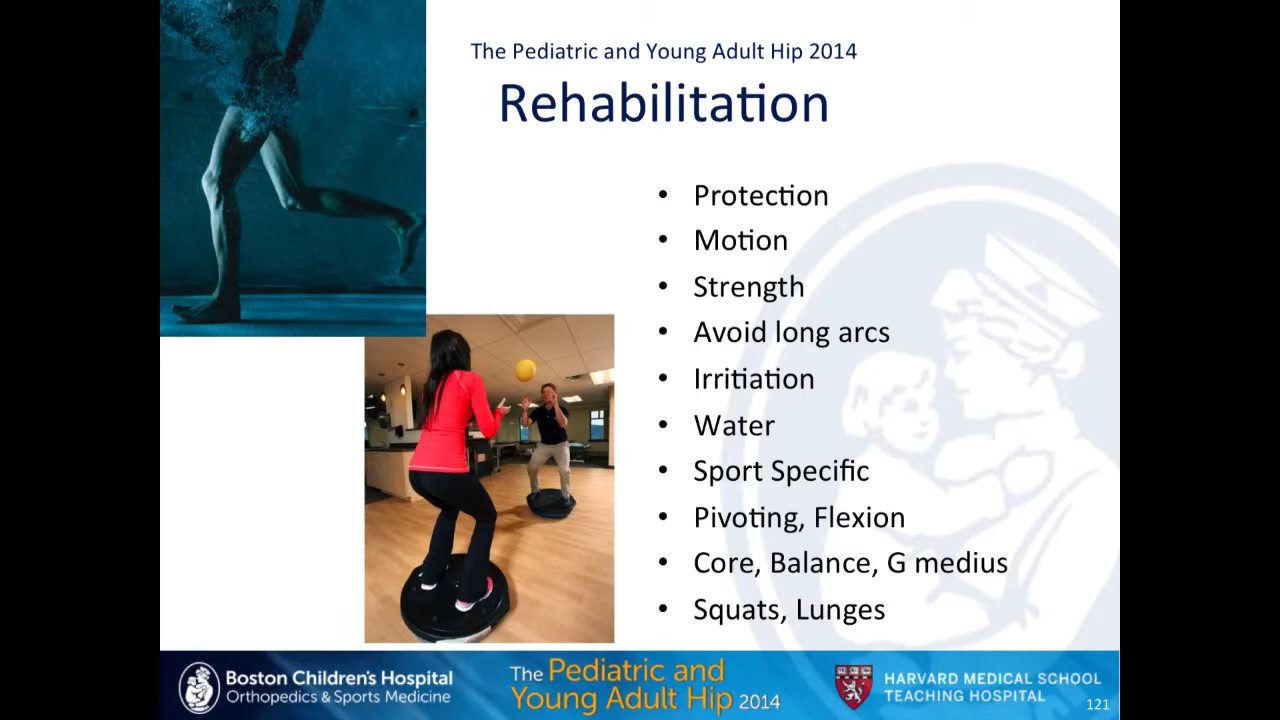 The Pediatric and Young Adult Hip 2014
Rehabilitation
• Protection
• Motion
• Strength
• Avoid long arcs
• Irritiation
• Water
• Sport Specific
• Pivoting, Flexion
• Core, Balance, G medius
• Squats, Lunges
Boston Children's Hospital
Orthopedics & Sports Medicine
The Pediatric and
Young Adult Hip 2014
HARVARD MEDICAL SCHOOL
TEACHING HOSPITAL
121